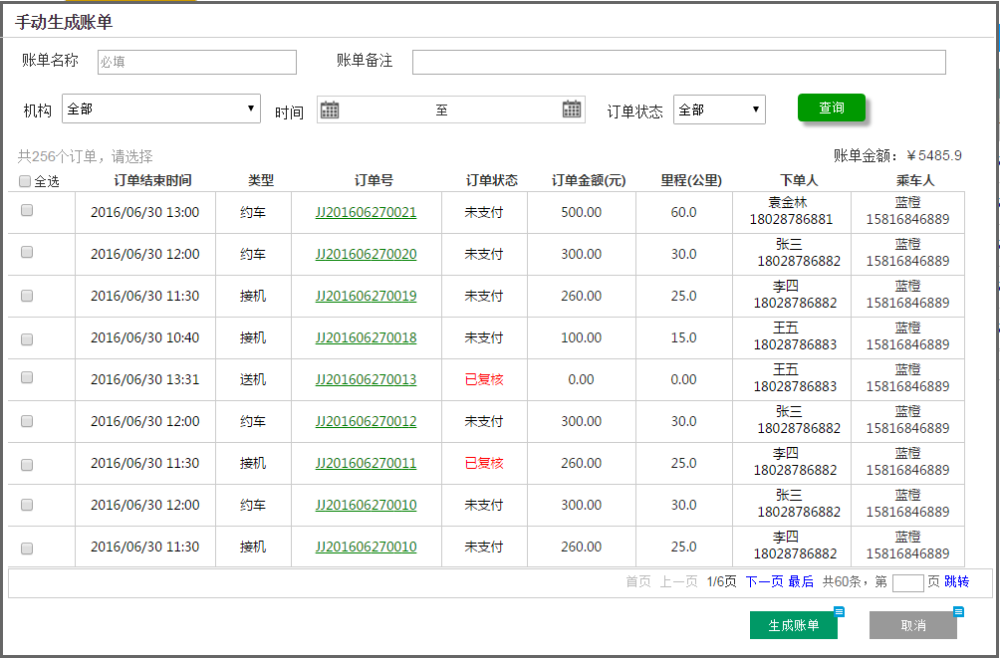 手动生成账单
账单名称 必填 账单备注
机构 全部 时间 至 订单状态 全部 查询
共256个订单，请选择 账单金额：￥5485.9
全选 订单结束时间 类型 订单号 订单状态 订单金额(元) 里程(公里) 下单人 乘车人
2016/06/30 13:00 约车 JJ201606270021 未支付 500.00 60.0 袁金林 18028786881 蓝橙 15816846889
2016/06/30 12:00 约车 JJ201606270020 未支付 300.00 30.0 张三 18028786882 蓝橙 15816846889
2016/06/30 11:30 接机 JJ201606270019 未支付 260.00 25.0 李四 18028786882 蓝橙 15816846889
2016/06/30 10:40 接机 JJ201606270018 未支付 100.00 15.0 王五 18028786883 蓝橙 15816846889
2016/06/30 13:31 送机 JJ201606270013 已复核 0.00 0.00 王五 18028786883 蓝橙 15816846889
2016/06/30 12:00 约车 JJ201606270012 未支付 300.00 30.0 张三 18028786882 蓝橙 15816846889
2016/06/30 11:30 接机 JJ201606270011 已复核 260.00 25.0 李四 18028786882 蓝橙 15816846889
2016/06/30 12:00 约车 JJ201606270010 未支付 300.00 30.0 张三 18028786882 蓝橙 15816846889
2016/06/30 11:30 接机 JJ201606270010 未支付 260.00 25.0 李四 18028786882 蓝橙 15816846889
首页 上一页 1/6页 下一页 最后 共60条，第 页 跳转
生成账单 取消